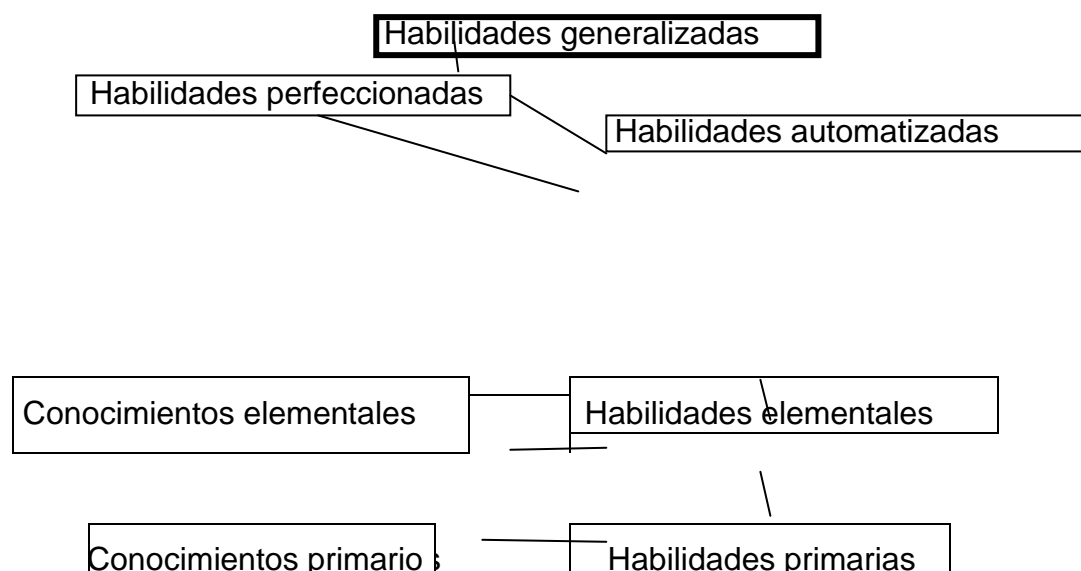 Habilidades generalizadas
Habilidades perfeccionadas
Habilidades automatizadas
Conocimientos elementales
Habilidades elementales
Conocimientos primarios
Habilidades primarias